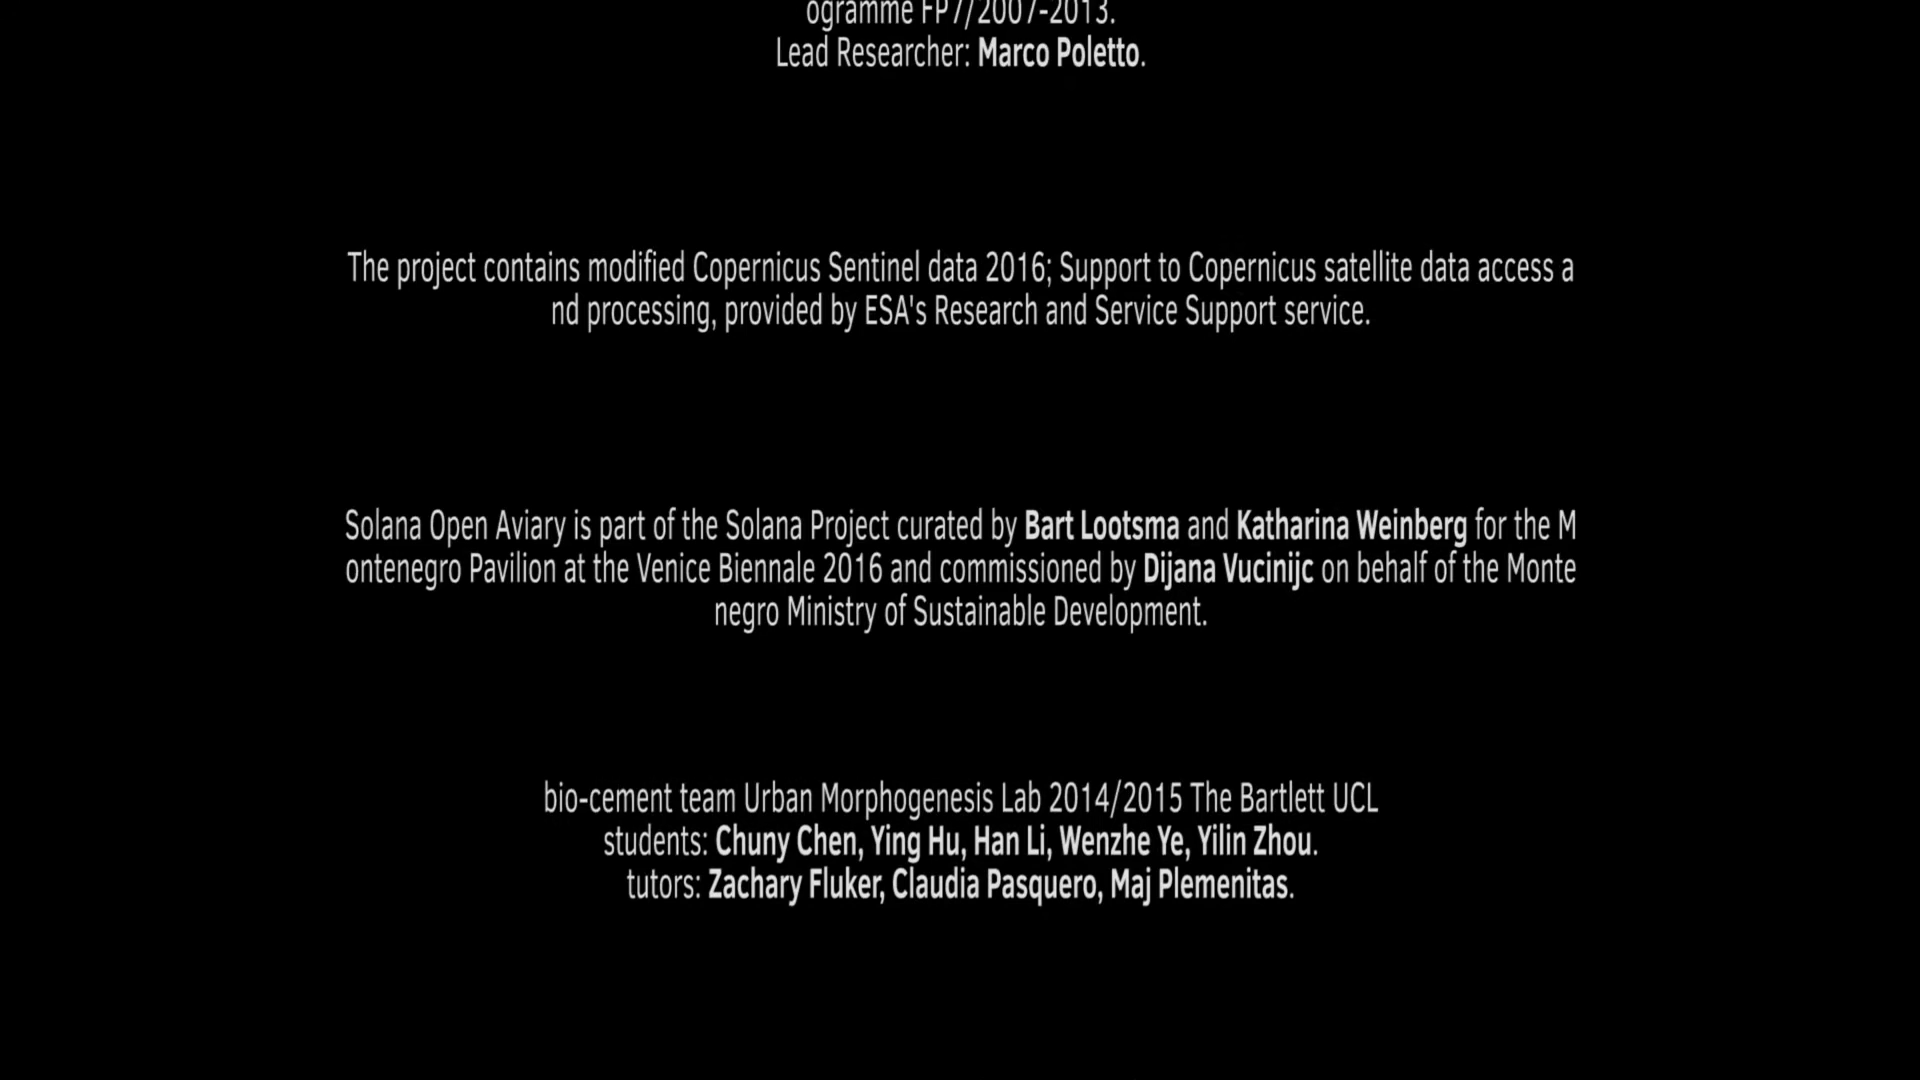 ogramme FP7/2007-2013.
Lead Researcher: Marco Poletto.
The project contains modified Copernicus Sentinel data 2016; Support to Copernicus satellite data access a
nd processing, provided by ESA's Research and Service Support service.
Solana Open Aviary is part of the Solana Project curated by Bart Lootsma and Katharina Weinberg for the M
ontenegro Pavilion at the Venice Biennale 2016 and commissioned by Dijana Vucinijc on behalf of the Monte
negro Ministry of Sustainable Development.
bio-cement team Urban Morphogenesis Lab 2014/2015 The Bartlett UCL
students: Chuny Chen, Ying Hu, Han Li, Wenzhe Ye, Yilin Zhou.
tutors: Zachary Fluker, Claudia Pasquero, Maj Plemenitas.